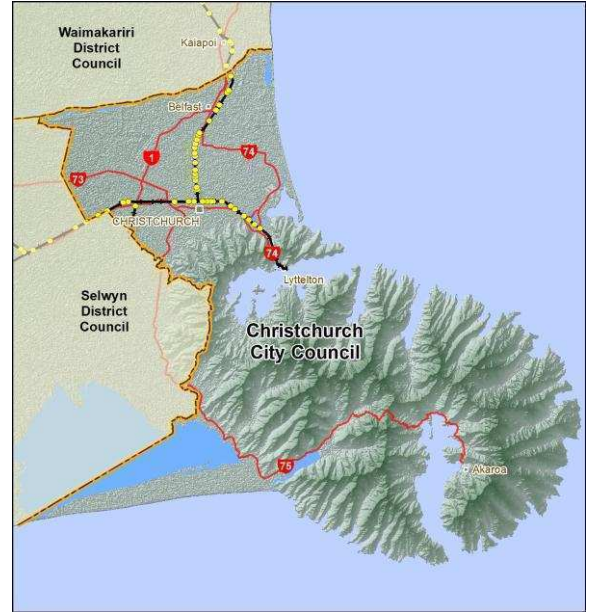 Waimakariri
District
Council
Kaiapoi
Belfast
1
74
73
CHRISTCHURCH
74
Lyttelton
Selwyn
District
Council
Christchurch
City Council
75
Akaroa